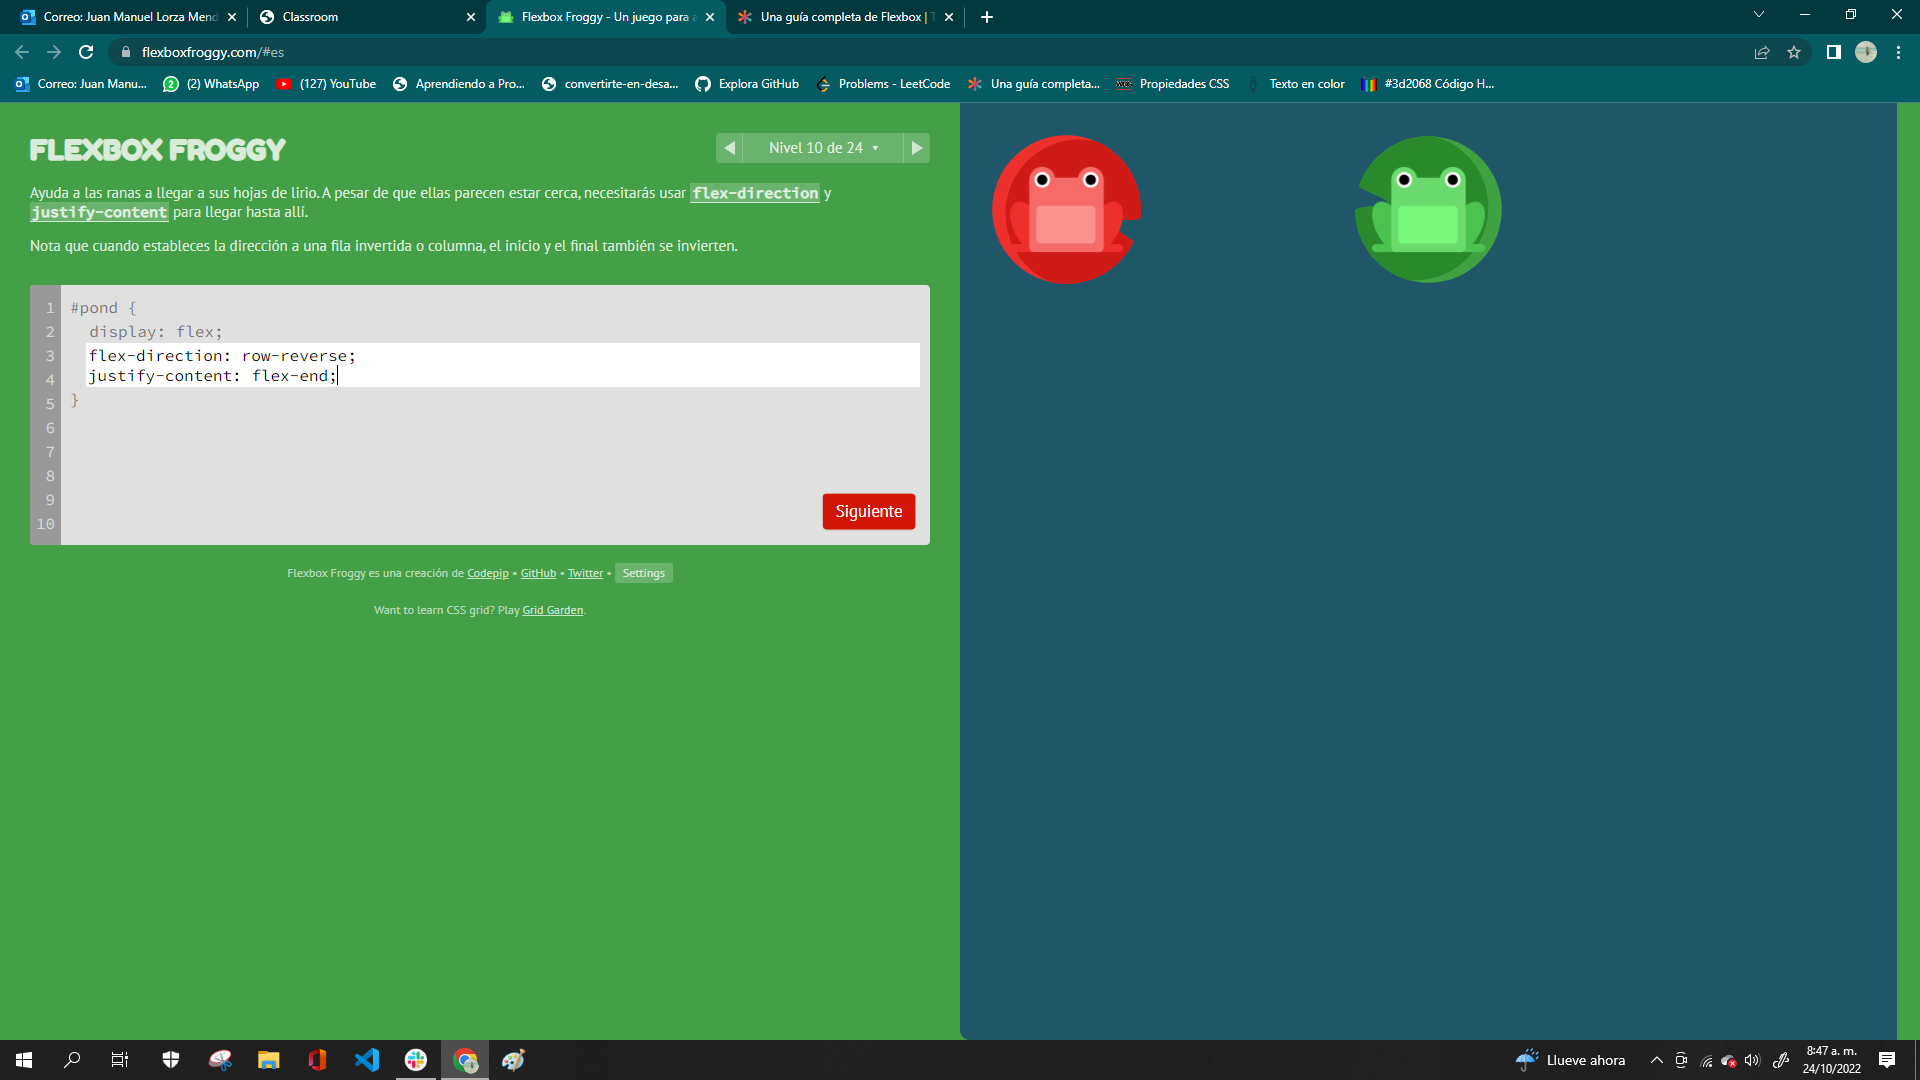 Correo: Juan Manuel Lorza Mend
Classroom
Flexbox Froggy - Un juego para a
Una guía completa de Flexbox | T
flexboxfroggy.com/#es
Correo: Juan Manu...
(2) WhatsApp
(127) YouTube
Aprendiendo a Pro...
convertirte-en-desa...
Explora GitHub
Problems - LeetCode
Una guía completa...
Propiedades CSS
Texto en color
#3d2068 Código H...
FLEXBOX FROGGY
Nivel 10 de 24
Ayuda a las ranas a llegar a sus hojas de lirio. A pesar de que ellas parecen estar cerca, necesitarás usar flex-direction y
justify-content para llegar hasta allí.
Nota que cuando estableces la dirección a una fila invertida o columna, el inicio y el final también se invierten.
1 #pond {
2 display: flex;
3 flex-direction: row-reverse;
4 justify-content: flex-end;
5 }
6
7
8
9
10
Siguiente
Flexbox Froggy es una creación de Codepip • GitHub • Twitter • Settings
Want to learn CSS grid? Play Grid Garden.
Llueve ahora
8:47 a. m.
24/10/2022